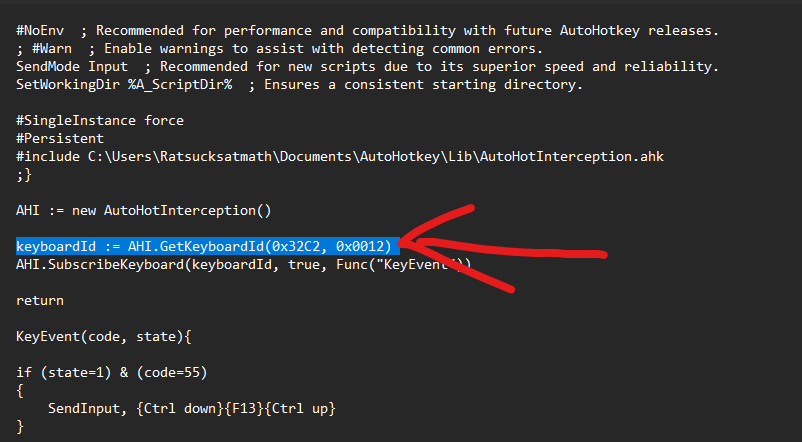 #NoEnv  ; Recommended for performance and compatibility with future AutoHotkey releases.
; #Warn  ; Enable warnings to assist with detecting common errors.
SendMode Input  ; Recommended for new scripts due to its superior speed and reliability.
SetWorkingDir %A_ScriptDir%  ; Ensures a consistent starting directory.
#SingleInstance force
#Persistent
#include C:\Users\Ratsucksatmath\Documents\AutoHotkey\Lib\AutoHotInterception.ahk
;}
AHI := new AutoHotInterception()
keyboardId := AHI.GetKeyboardId(0x32C2, 0x0012)
AHI.SubscribeKeyboard(keyboardId, true, Func("KeyEvent"))
return
KeyEvent(code, state){
if (state=1) & (code=55)
{
    SendInput, {Ctrl down}{F13}{Ctrl up}
}